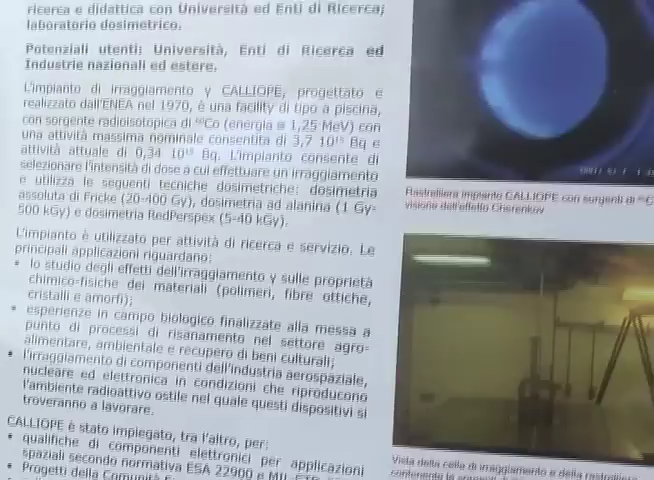 ricerca e didattica con Università ed Enti di Ricerca;
laboratorio dosimetrico.
Potenziali utenti: Università, Enti di Ricerca ed
Industrie nazionali ed estere.
L'impianto di irraggiamento γ CALLIOPE, progettato e
realizzato dall'ENEA nel 1970, è una facility di tipo a piscina,
con sorgente radioisotopica di ⁶⁰Co (energia = 1,25 MeV) con
una attività massima nominale consentita di 3,7 10¹⁵ Bq e
attività attuale di 0,34 10¹⁵ Bq. L'impianto consente di
selezionare l'intensità di dose a cui effettuare un irraggiamento
e utilizza le seguenti tecniche dosimetriche: dosimetria
assoluta di Fricke (20-400 Gy), dosimetria ad alanina (1 Gy-
500 kGy) e dosimetria RedPerspex (5-40 kGy).
L'impianto è utilizzato per attività di ricerca e servizio. Le
principali applicazioni riguardano:
• lo studio degli effetti dell'irraggiamento γ sulle proprietà
chimico-fisiche dei materiali (polimeri, fibre ottiche,
cristalli e amorfi);
• esperienze in campo biologico finalizzate alla messa a
punto di processi di risanamento nel settore agro-
alimentare, ambientale e recupero di beni culturali;
• l'irraggiamento di componenti dell'industria aerospaziale,
nucleare ed elettronica in condizioni che riproducono
l'ambiente radioattivo ostile nel quale questi dispositivi si
troveranno a lavorare.
CALLIOPE è stato impiegato, tra l'altro, per:
• qualifiche di componenti elettronici per applicazioni
spaziali secondo normativa ESA 22900 e
• Progetti della
Rastrelliera impianto CALLIOPE con sorgenti di
visione dell'effetto Cherenkov
Vista della cella di irraggiamento e della rastrelliera